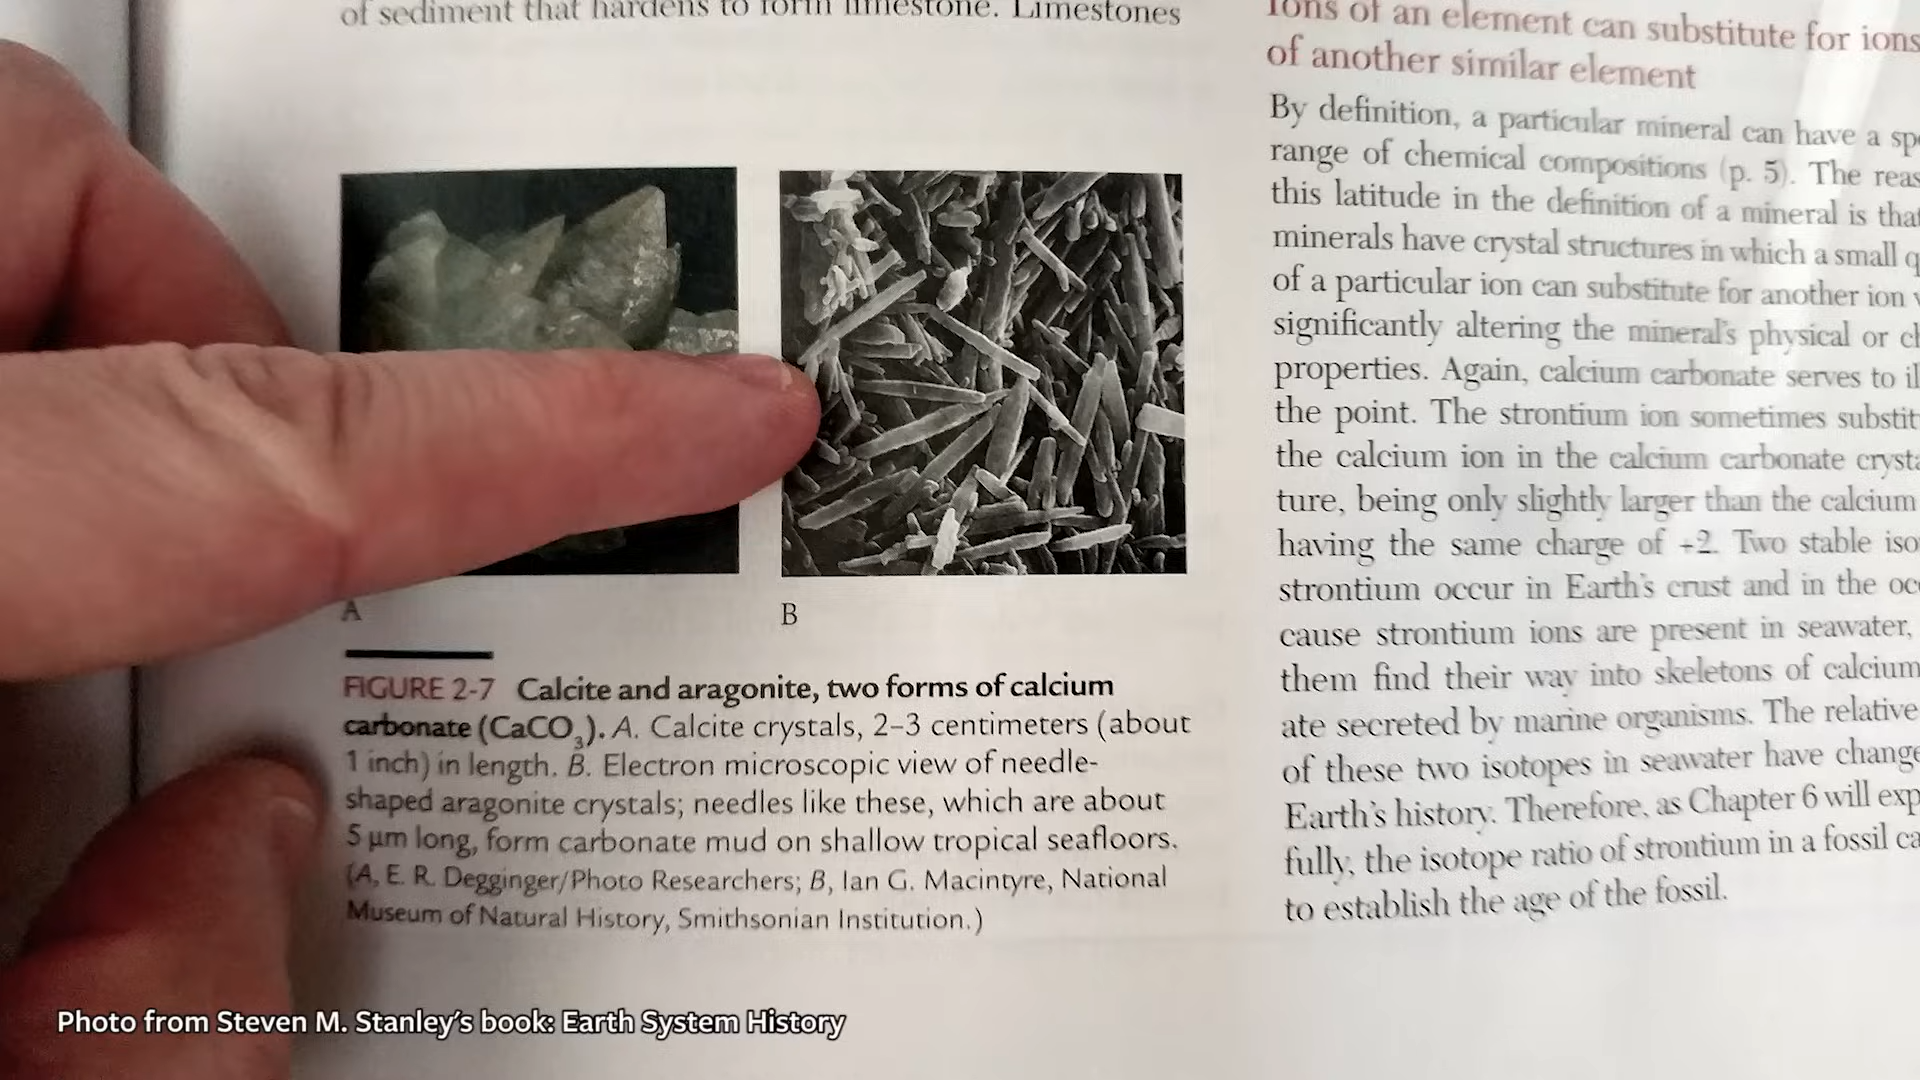 of sediment that hardens to form limestone. Limestones
A
B
FIGURE 2-7 Calcite and aragonite, two forms of calcium
carbonate (CaCO3). A. Calcite crystals, 2–3 centimeters (about
1 inch) in length. B. Electron microscopic view of needle-
shaped aragonite crystals; needles like these, which are about
5 μm long, form carbonate mud on shallow tropical seafloors.
(A, E. R. Degginger/Photo Researchers; B, Ian G. Macintyre, National
Museum of Natural History, Smithsonian Institution.)
Ions of an element can substitute for ions
of another similar element
By definition, a particular mineral can have a
range of chemical compositions (p. 5). The
this latitude in the definition of a mineral is
minerals have crystal structures in which a small
of a particular ion can substitute for another ion
significantly altering the mineral's physical or
properties. Again, calcium carbonate serves to
the point. The strontium ion sometimes
the calcium ion in the calcium carbonate
ture, being only slightly larger than the calcium
having the same charge of +2. Two stable
strontium occur in Earth's crust and in the
cause strontium ions are present in seawater,
them find their way into skeletons of calcium
ate secreted by marine organisms. The relative
of these two isotopes in seawater have
Earth's history. Therefore, as Chapter 6 will
fully, the isotope ratio of strontium in a fossil
to establish the age of the fossil.
Photo from Steven M. Stanley's book: Earth System History